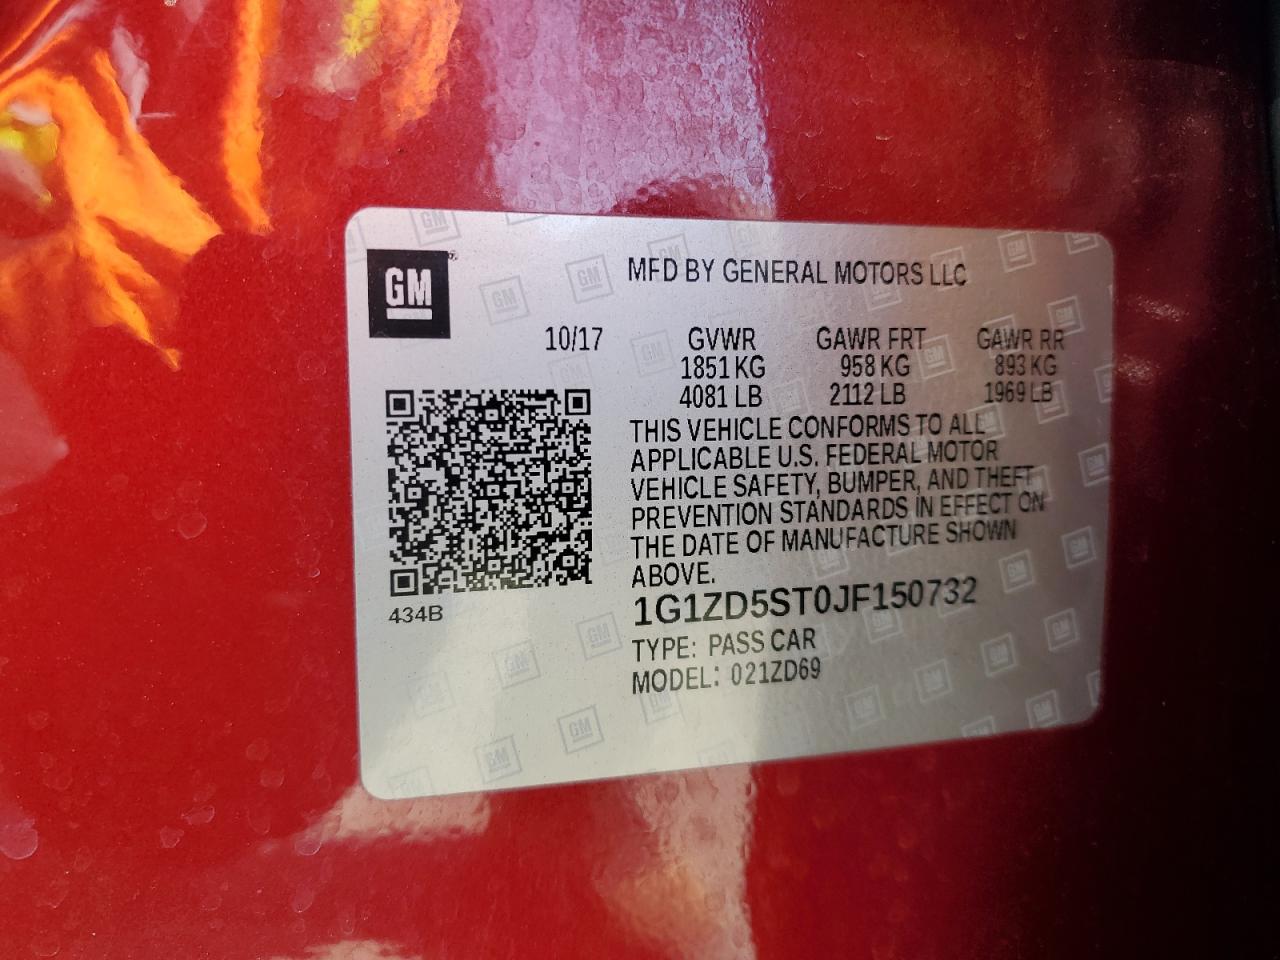 GM
MFD BY GENERAL MOTORS LLC
10/17 GVWR GAWR FRT GAWR RR
1851 KG 958 KG 893 KG
4081 LB 2112 LB 1969 LB
THIS VEHICLE CONFORMS TO ALL
APPLICABLE U.S. FEDERAL MOTOR
VEHICLE SAFETY, BUMPER, AND THEFT
PREVENTION STANDARDS IN EFFECT ON
THE DATE OF MANUFACTURE SHOWN
ABOVE.
434B
1G1ZD5ST0JF150732
TYPE: PASS CAR
MODEL: 021ZD69